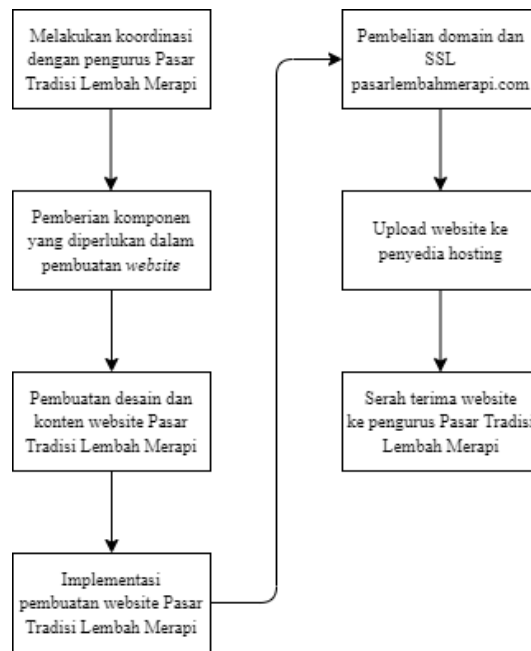 Melakukan koordinasi
dengan pengurus Pasar
Tradisi Lembah Merapi
Pemberian komponen
yang diperlukan dalam
pembuatan website
Pembuatan desain dan
konten website Pasar
Tradisi Lembah Merapi
Implementasi
pembuatan website Pasar
Tradisi Lembah Merapi
Pembelian domain dan
SSL
pasarlembahmerapi.com
Upload website ke
penyedia hosting
Serah terima website
ke pengurus Pasar Tradisi
Lembah Merapi